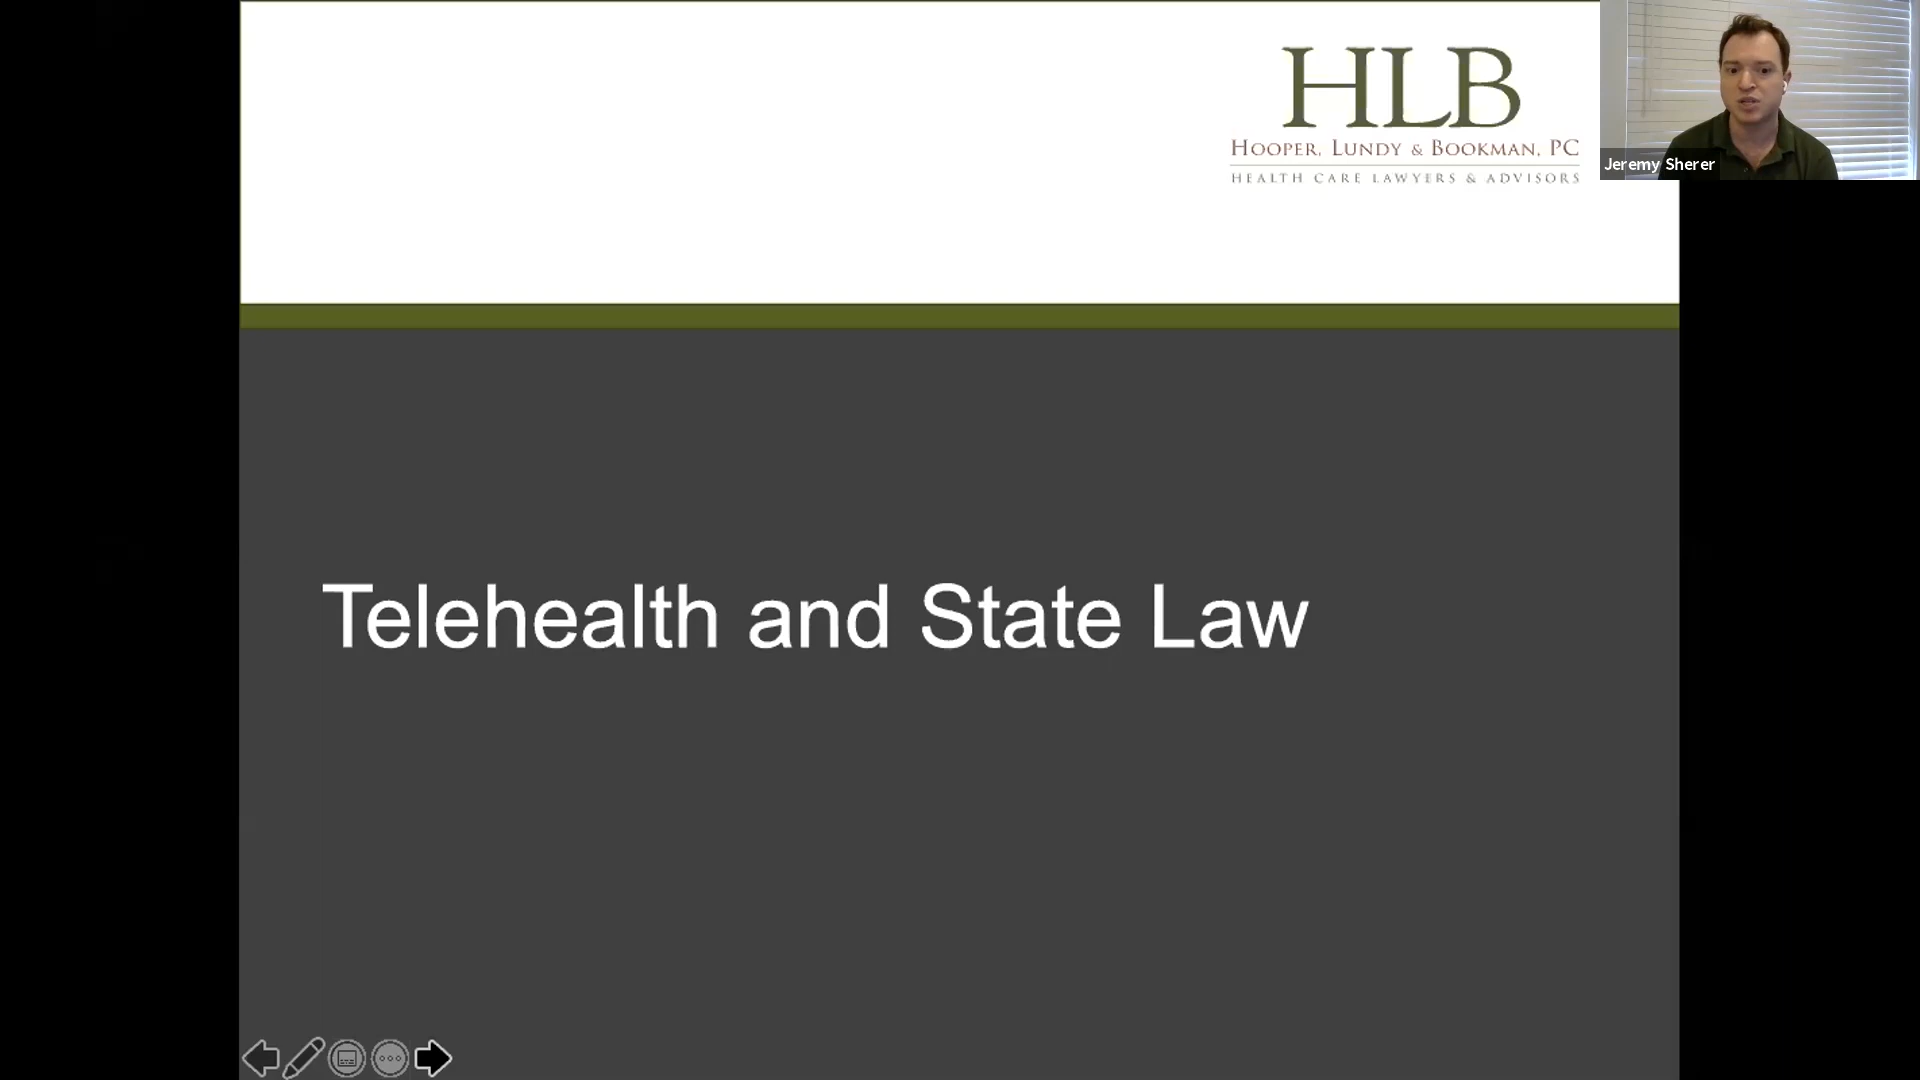 HLB
HOOPER, LUNDY & BOOKMAN, PC
HEALTH CARE LAWYERS & ADVISORS
Jeremy Sherer
Telehealth and State Law